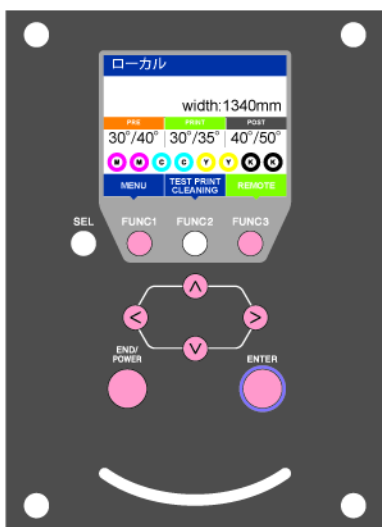 ローカル
width:1340mm
PRE PRINT POST
30°/40° 30°/35° 40°/50°
M M C C Y Y K K
MENU TEST PRINT CLEANING REMOTE
SEL FUNC1 FUNC2 FUNC3
END/
POWER
ENTER